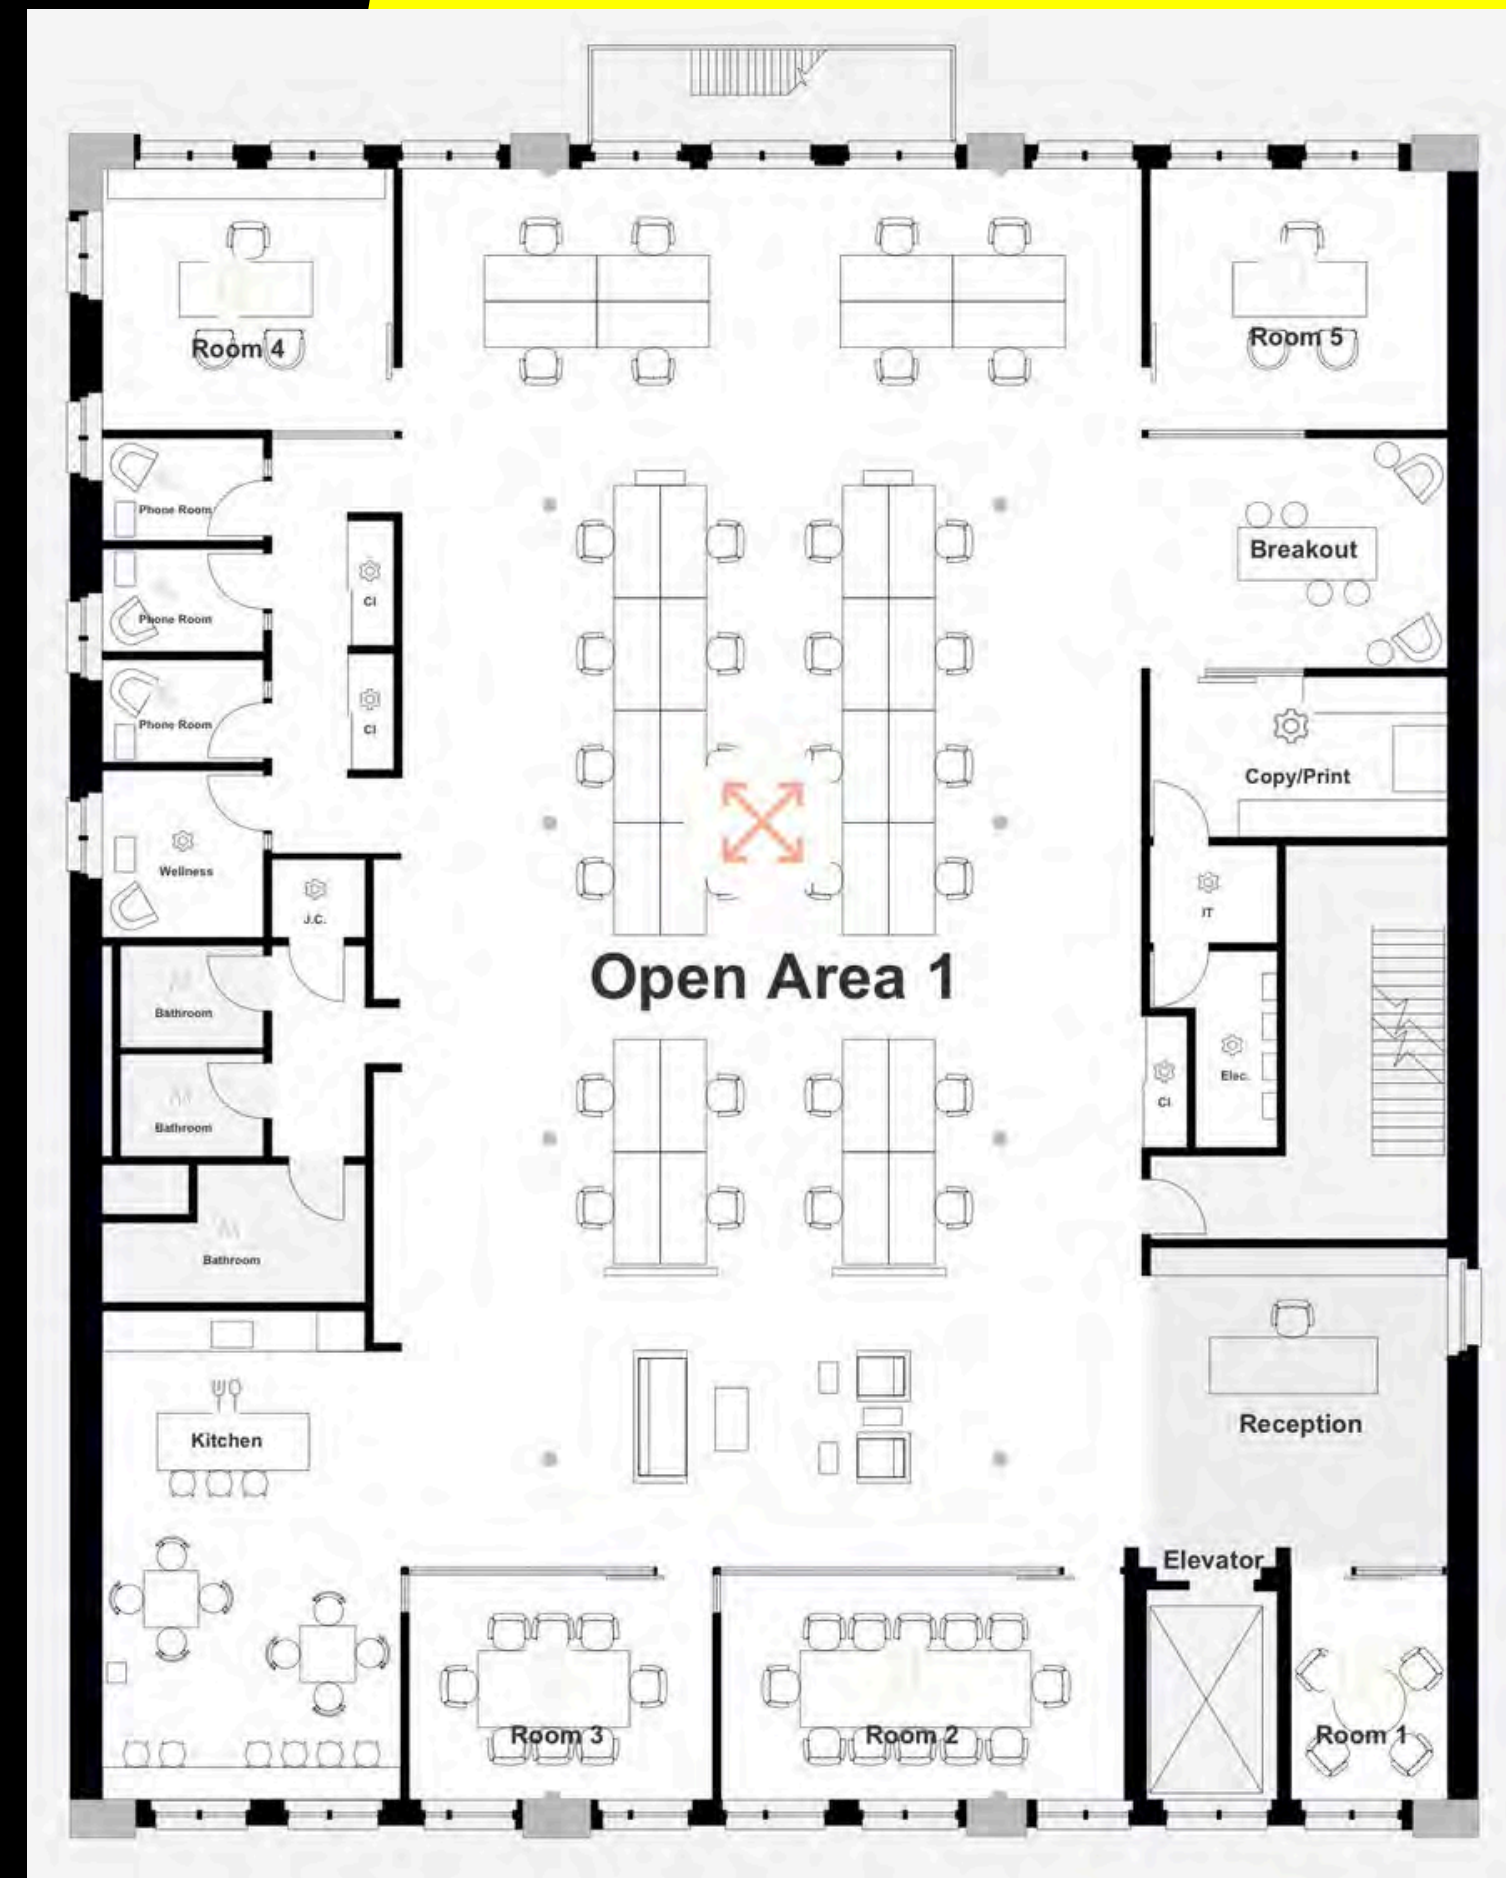 Room 4
Room 5
Phone Room
Breakout
CI
Phone Room
Phone Room
CI
Copy/Print
Wellness
J.C.
IT
Open Area 1
Bathroom
Elec.
CI
Bathroom
Bathroom
Reception
Kitchen
Elevator
Room 3
Room 2
Room 1